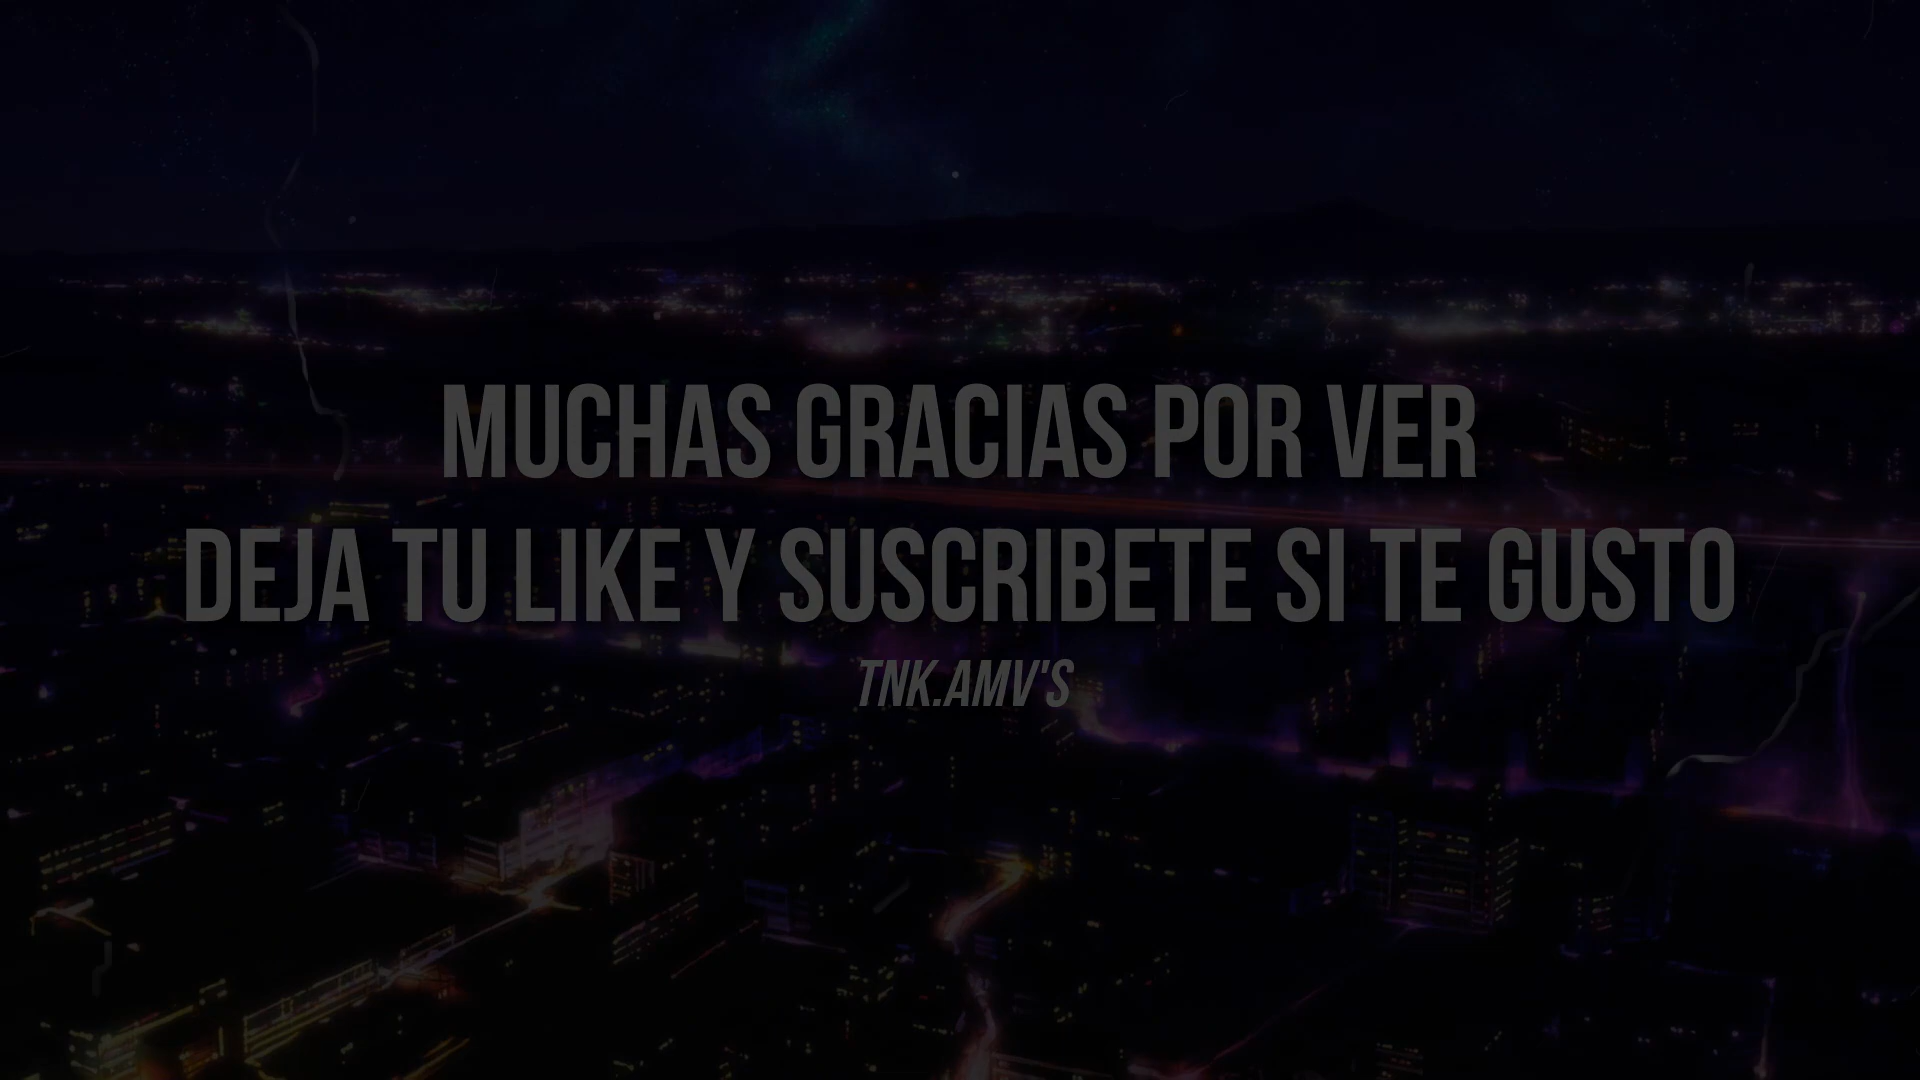 MUCHAS GRACIAS POR VER
DEJA TU LIKE Y SUSCRIBETE SI TE GUSTO
TNK.AMV'S